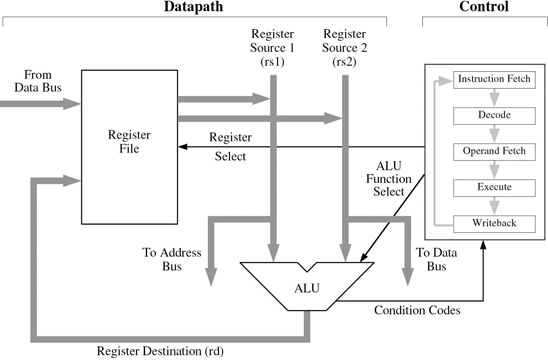 Datapath
Control
Register
Source 1
(rs1)
Register
Source 2
(rs2)
From
Data Bus
Register
File
Register
Select
ALU
Function
Select
Instruction Fetch
Decode
Operand Fetch
Execute
Writeback
To Address
Bus
To Data
Bus
ALU
Condition Codes
Register Destination (rd)